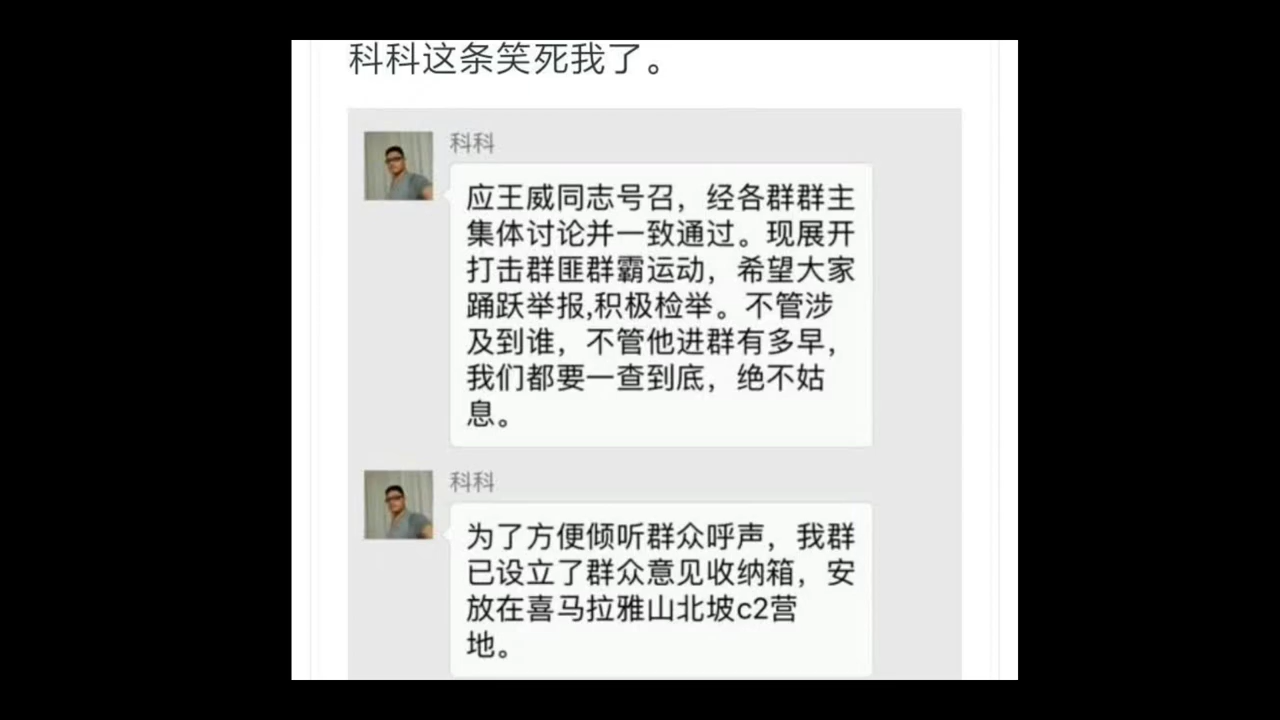 科科这条笑死我了。
科科
应王威同志号召，经各群群主
集体讨论并一致通过。现展开
打击群匪群霸运动，希望大家
踊跃举报,积极检举。不管涉
及到谁，不管他进群有多早，
我们都要一查到底，绝不姑
息。
科科
为了方便倾听群众呼声，我群
已设立了群众意见收纳箱，安
放在喜马拉雅山北坡c2营
地。